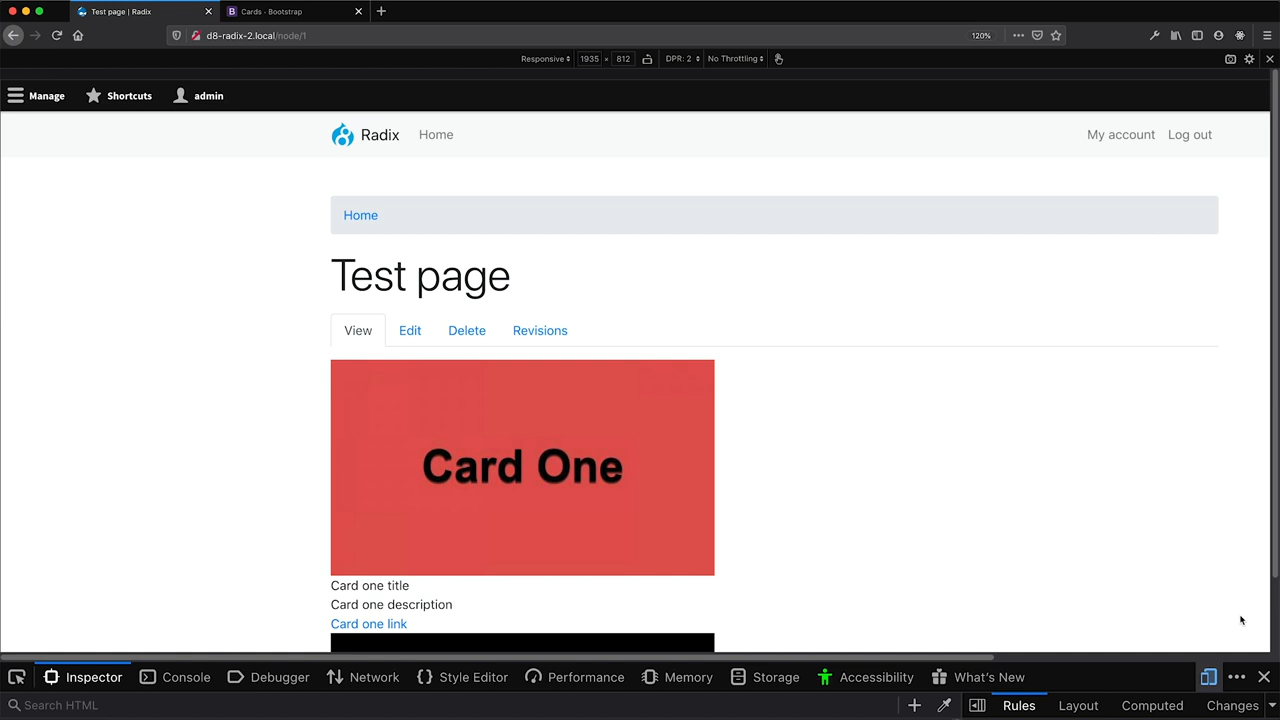 Test page | Radix
Cards · Bootstrap
d8-radix-2.local/node/1
120%
Responsive
1935 × 812
DPR: 2
No Throttling
Manage
Shortcuts
admin
Radix
Home
My account
Log out
Home
Test page
View
Edit
Delete
Revisions
Card One
Card one title
Card one description
Card one link
Inspector
Console
Debugger
Network
Style Editor
Performance
Memory
Storage
Accessibility
What's New
Search HTML
Rules
Layout
Computed
Changes